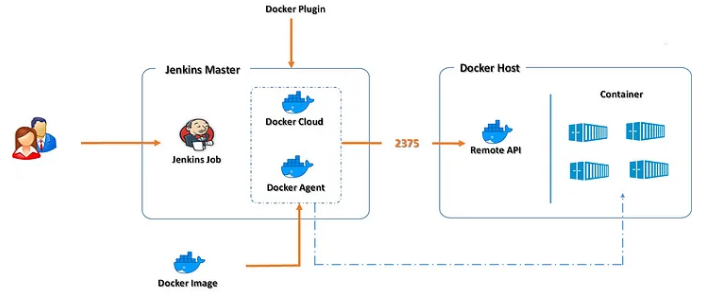 Docker Plugin
Jenkins Master
Docker Host
Container
Docker Cloud
2375
Jenkins Job
Remote API
Docker Agent
Docker Image